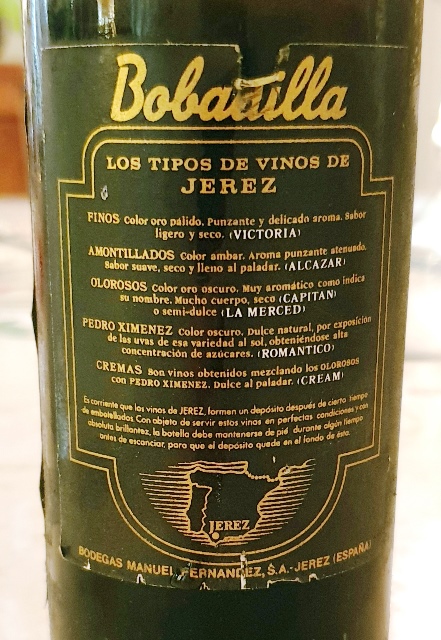 Bobadilla
LOS TIPOS DE VINOS DE
JEREZ
FINOS Color oro pálido. Punzante y delicado aroma. Sabor
ligero y seco. (VICTORIA)
AMONTILLADOS Color ambar. Aroma punzante atenuado.
Sabor suave, seco y lleno al paladar. (ALCAZAR)
OLOROSOS Color oro oscuro. Muy aromático como indica
su nombre. Mucho cuerpo, seco (CAPITAN)
o semi-dulce (LA MERCED)
PEDRO XIMENEZ Color oscuro. Dulce natural, por exposición
de las uvas de esa variedad al sol, obteniéndose alta
concentración de azúcares. (ROMANTICO)
CREMAS Son vinos obtenidos mezclando los OLOROSOS
con PEDRO XIMENEZ. Dulce al paladar. (CREAM)
Es corriente que los vinos de JEREZ, formen un depósito después de cierto tiempo
de embotellados. Con objeto de servir estos vinos en perfectas condiciones y con
absoluta brillantez, la botella debe mantenerse de pié durante algún tiempo
antes de escanciar, para que el depósito quede en el fondo de ésta.
JEREZ
BODEGAS MANUEL FERNANDEZ, S.A.-JEREZ (ESPAÑA)